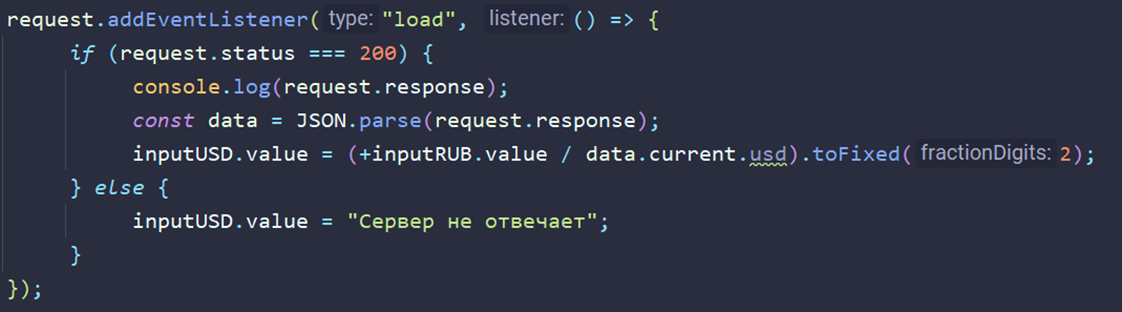 request.addEventListener( type: "load", listener: () => {
if (request.status === 200) {
console.log(request.response);
const data = JSON.parse(request.response);
inputUSD.value = (+inputRUB.value / data.current.usd).toFixed( fractionDigits: 2);
} else {
inputUSD.value = "Сервер не отвечает";
}
});